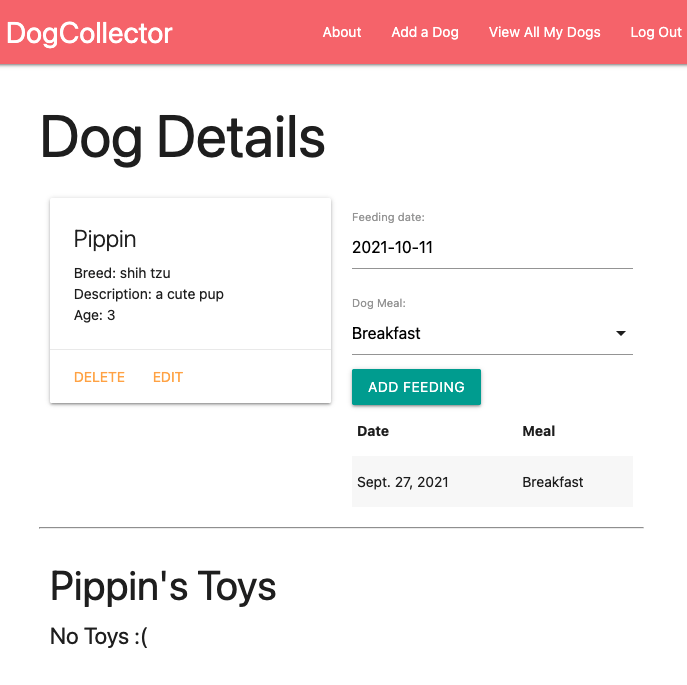 DogCollector
About Add a Dog View All My Dogs Log Out
Dog Details
Pippin
Breed: shih tzu
Description: a cute pup
Age: 3
DELETE EDIT
Feeding date:
2021-10-11
Dog Meal:
Breakfast
ADD FEEDING
Date Meal
Sept. 27, 2021 Breakfast
Pippin's Toys
No Toys :(